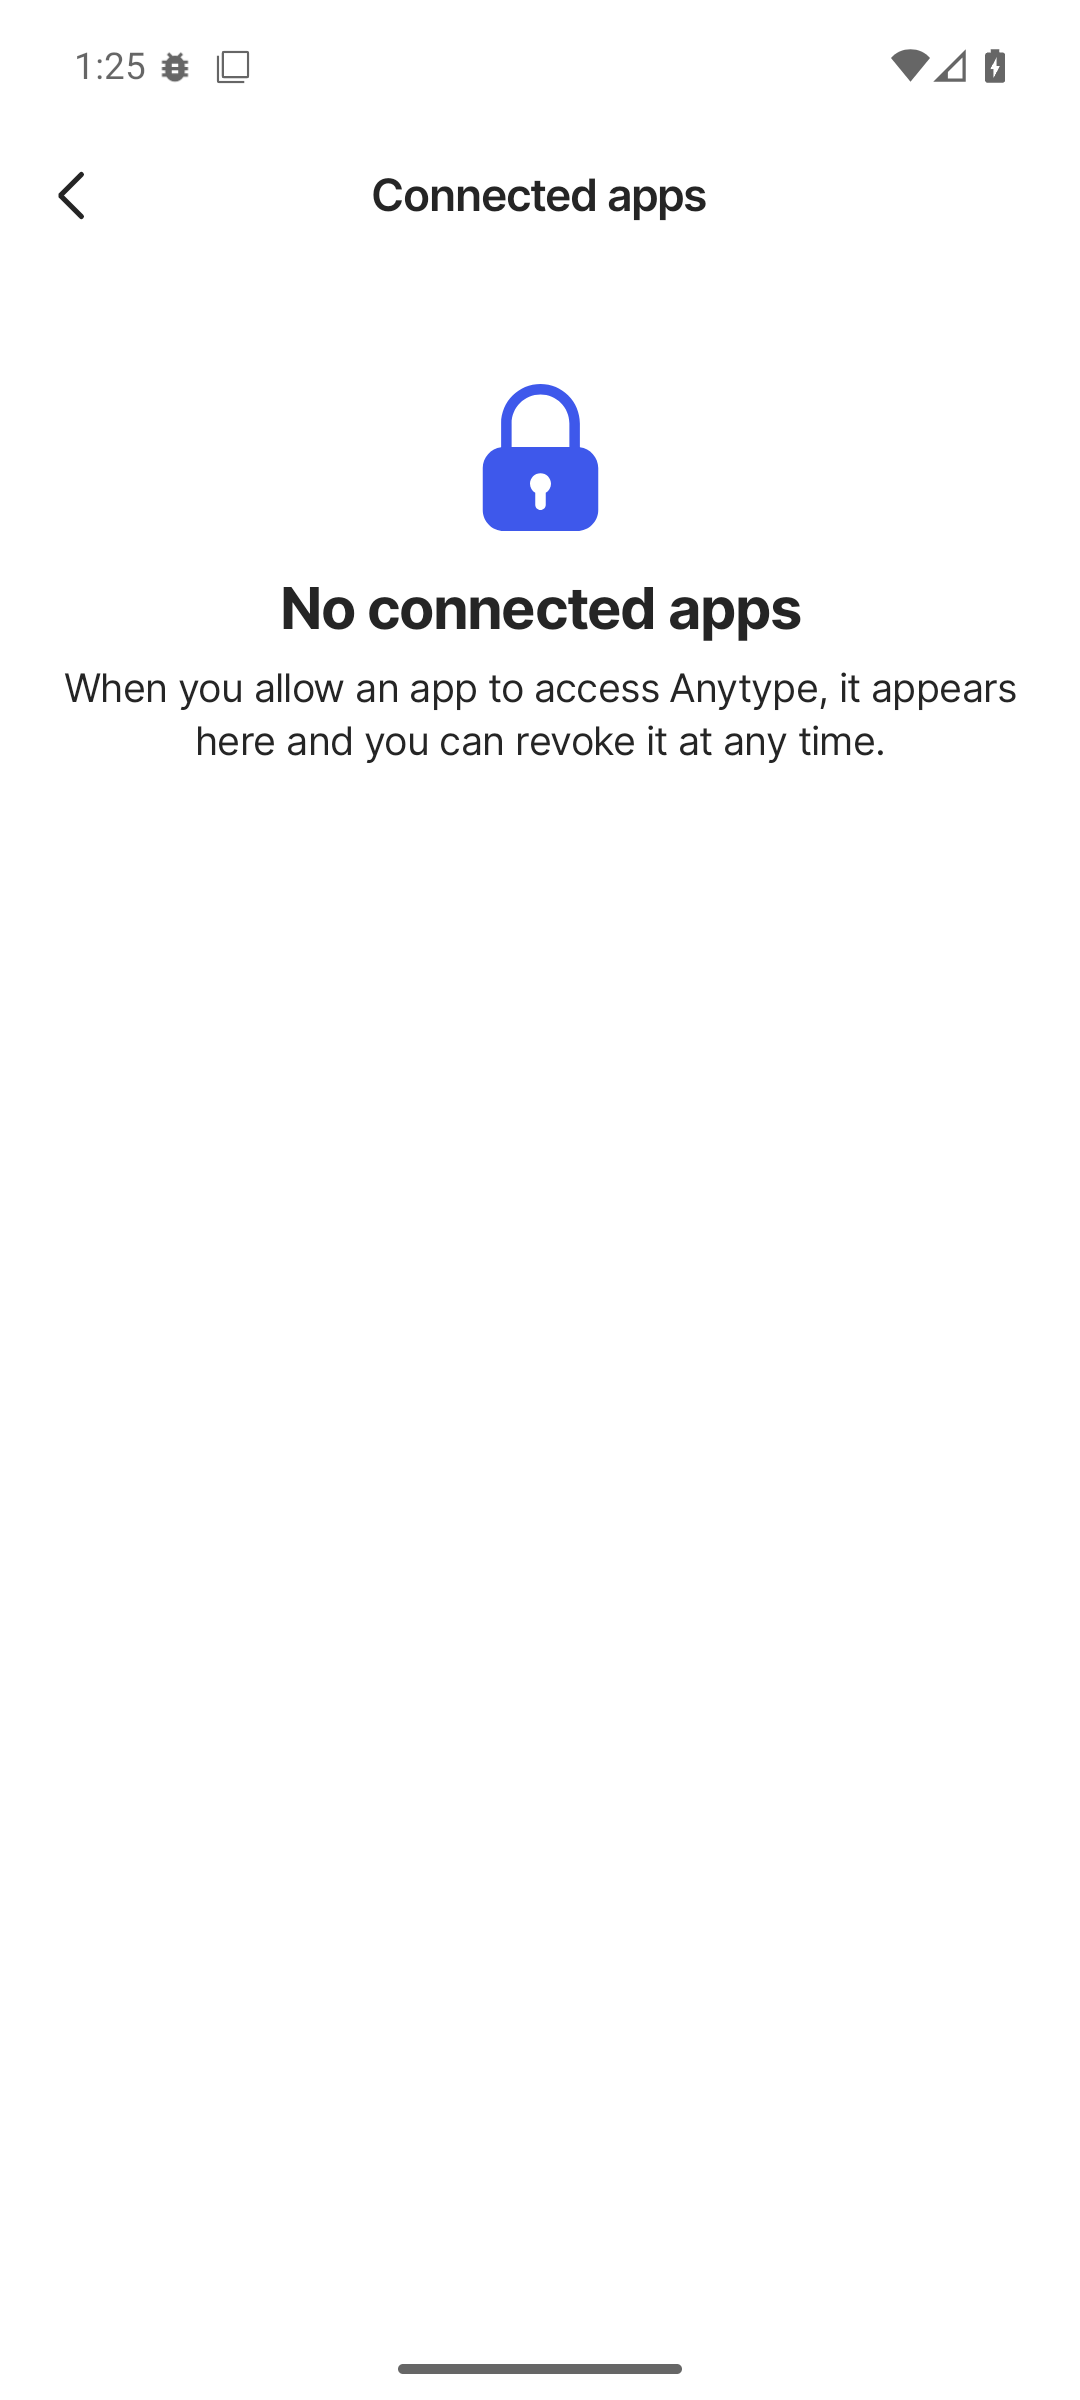 1:25
Connected apps
No connected apps
When you allow an app to access Anytype, it appears
here and you can revoke it at any time.